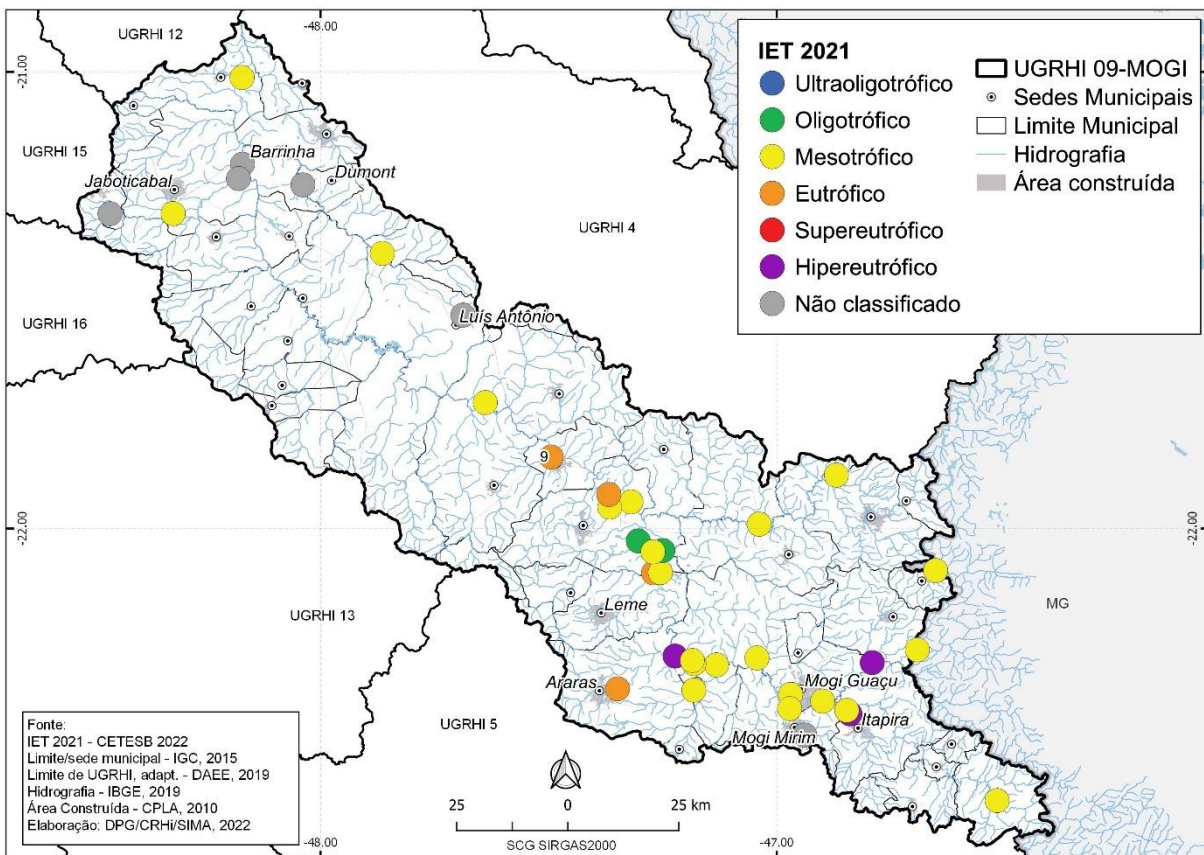 UGRHI 12
-48.00
-21.00
UGRHI 15
Barrinha
Dumont
Jaboticabal
UGRHI 4
UGRHI 16
Luís Antônio
9
-22.00
-22.00
UGRHI 13
Leme
MG
Araras
Mogi Guaçu
Itapira
UGRHI 5
Mogi Mirim
IET 2021
Ultraoligotrófico
Oligotrófico
Mesotrófico
Eutrófico
Supereutrófico
Hipereutrófico
Não classificado
UGRHI 09-MOGI
Sedes Municipais
Limite Municipal
Hidrografia
Área construída
Fonte:
IET 2021 - CETESB 2022
Limite/sede municipal - IGC, 2015
Limite de UGRHI, adapt. - DAEE, 2019
Hidrografia - IBGE, 2019
Área Construída - CPLA, 2010
Elaboração: DPG/CRHi/SIMA, 2022
25 0 25 km
-48.00
SCG SIRGAS2000
-47.00